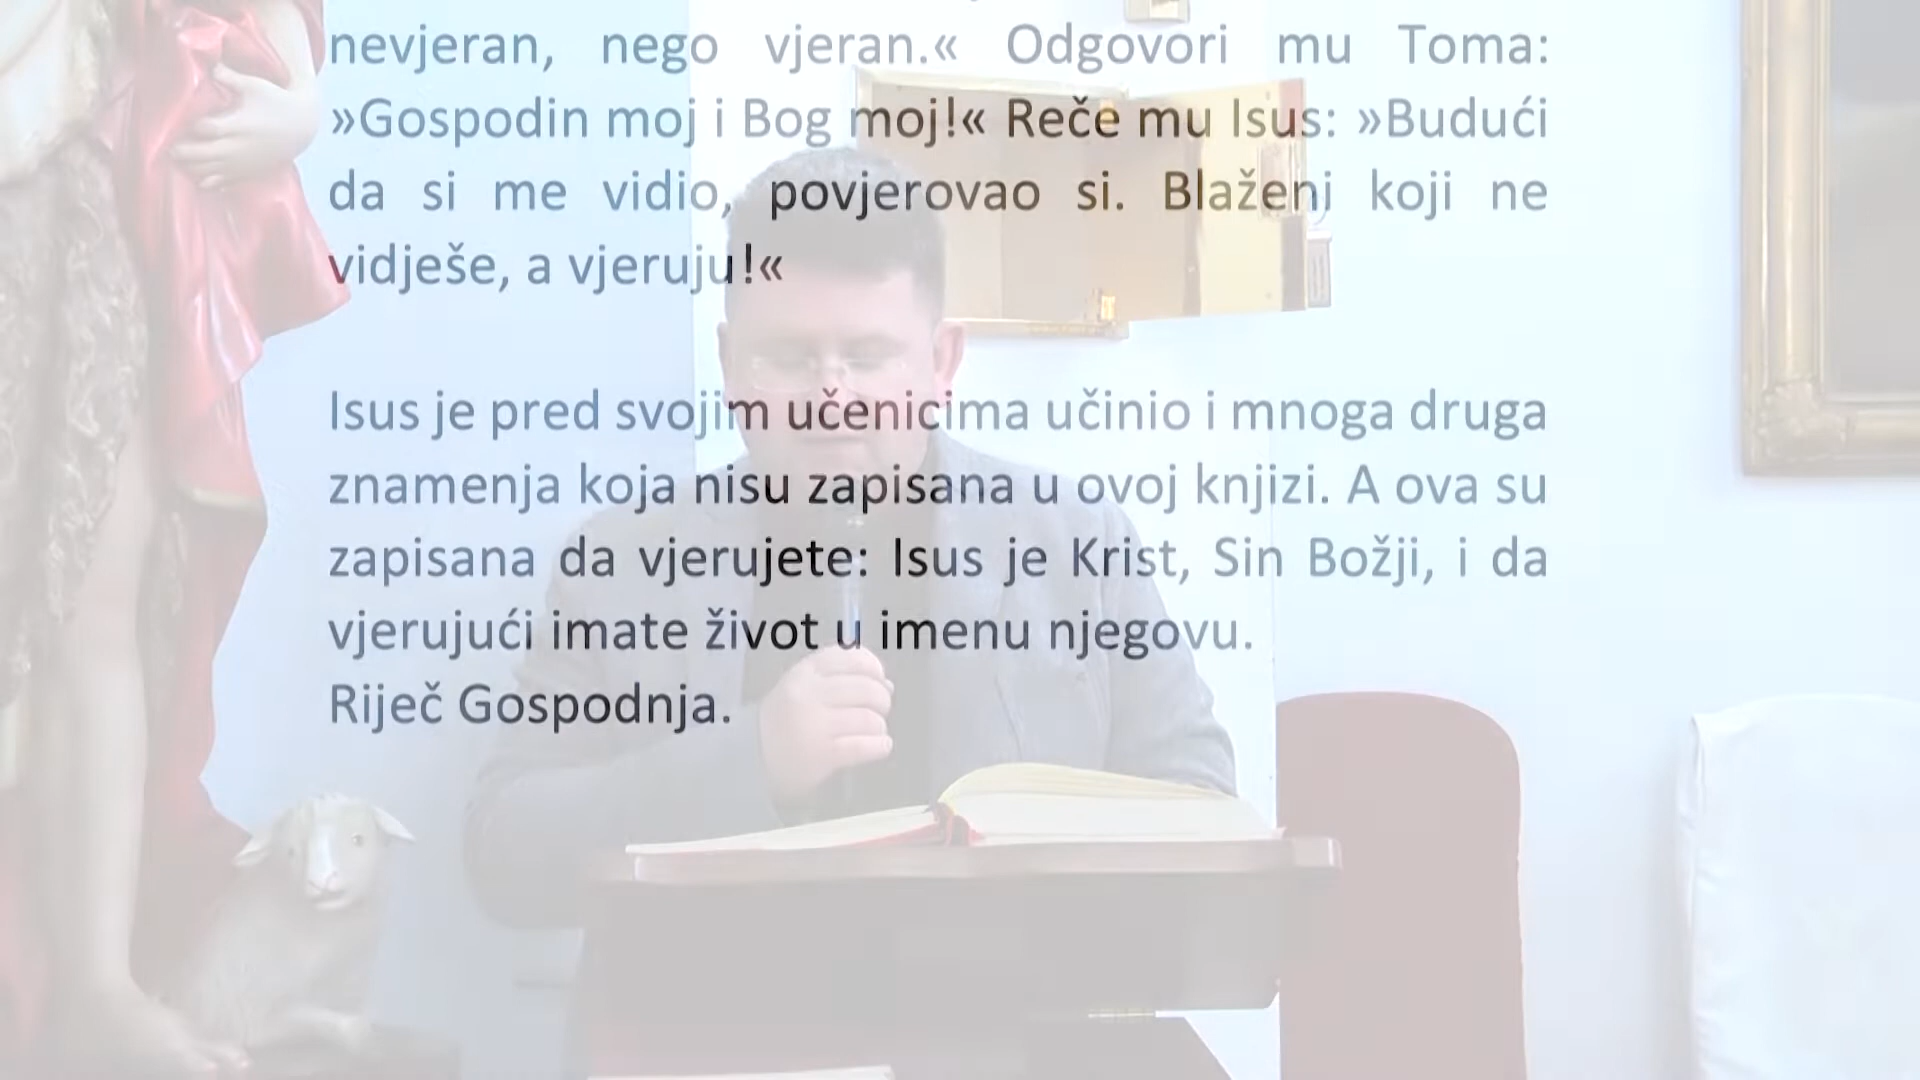 nevjeran, nego vjeran.« Odgovori mu Toma:
»Gospodin moj i Bog moj!« Reče mu Isus: »Budući
da si me vidio, povjerovao si. Blaženi koji ne
vidješe, a vjeruju!«
Isus je pred svojim učenicima učinio i mnoga druga
znamenja koja nisu zapisana u ovoj knjizi. A ova su
zapisana da vjerujete: Isus je Krist, Sin Božji, i da
vjerujući imate život u imenu njegovu.
Riječ Gospodnja.